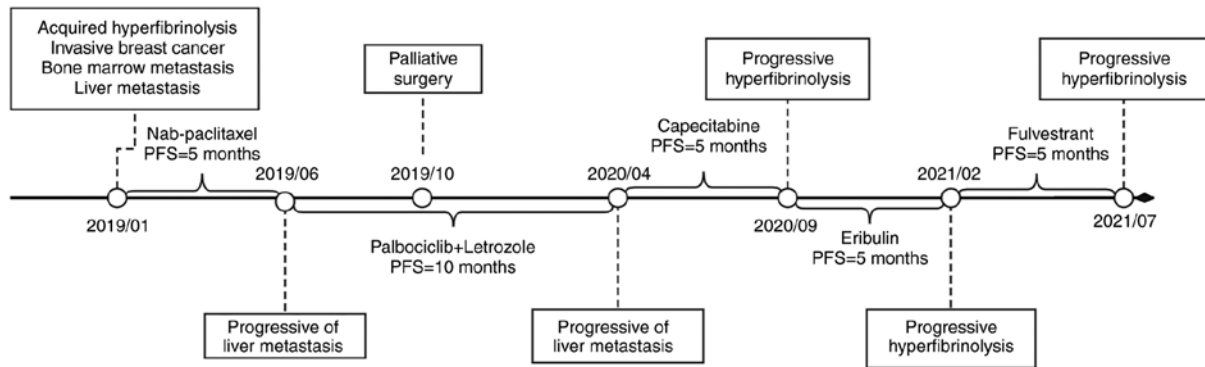 Acquired hyperfibrinolysis
Invasive breast cancer
Bone marrow metastasis
Liver metastasis
Palliative
surgery
Progressive
hyperfibrinolysis
Progressive
hyperfibrinolysis
Nab-paclitaxel
PFS=5 months
Capecitabine
PFS=5 months
Fulvestrant
PFS=5 months
2019/06
2019/10
2020/04
2021/02
2019/01
2020/09
2021/07
Palbociclib+Letrozole
PFS=10 months
Eribulin
PFS=5 months
Progressive of
liver metastasis
Progressive of
liver metastasis
Progressive
hyperfibrinolysis